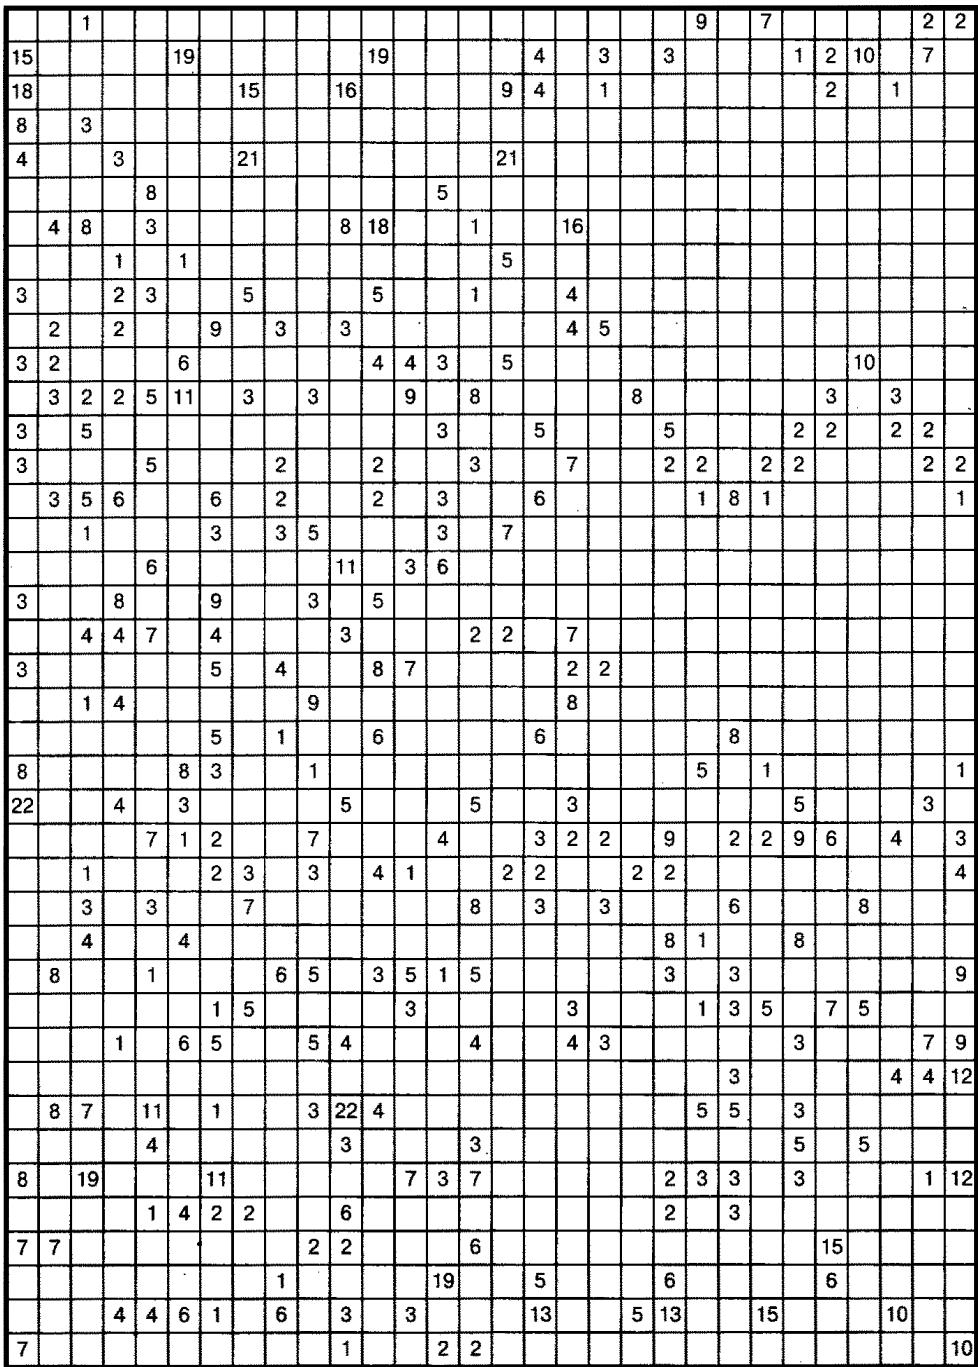 1 9 7 2 2
15 19 19 4 3 3 1 2 10 7
18 15 16 9 4 1 2 1
8 3
4 3 21 21
8 5
4 8 3 8 18 1 16
1 1 5
3 2 3 5 5 1 4
2 2 9 3 3 4 5
3 2 6 4 4 3 5 10
3 2 2 5 11 3 3 9 8 8 3 3
3 5 3 5 5 2 2 2 2
3 5 2 2 3 7 2 2 2 2 2 2
3 5 6 6 2 2 3 6 1 8 1 1
1 3 3 5 3 7
6 11 3 6
3 8 9 3 5
4 4 7 4 3 2 2 7
3 5 4 8 7 2 2
1 4 9 8
5 1 6 6 8
8 8 3 1 5 1 1
22 4 3 5 5 3 5 3
7 1 2 7 4 3 2 2 9 2 2 9 6 4 3
1 2 3 3 4 1 2 2 2 2 4
3 3 7 8 3 3 6 8
4 4 8 1 8
8 1 6 5 3 5 1 5 3 3 9
1 5 3 3 1 3 5 7 5
1 6 5 5 4 4 4 3 3 7 9
3 4 4 12
8 7 11 1 3 22 4 5 5 3
4 3 3 5 5
8 19 11 7 3 7 2 3 3 3 1 12
1 4 2 2 6 2 3
7 7 2 2 6 15
1 19 5 6 6
4 4 6 1 6 3 3 13 5 13 15 10
7 1 2 2 10